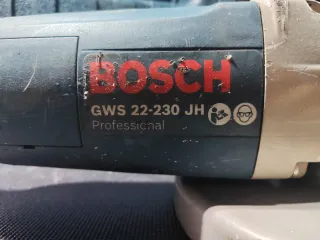 BOSCH
GWS 22-230 JH
Professional